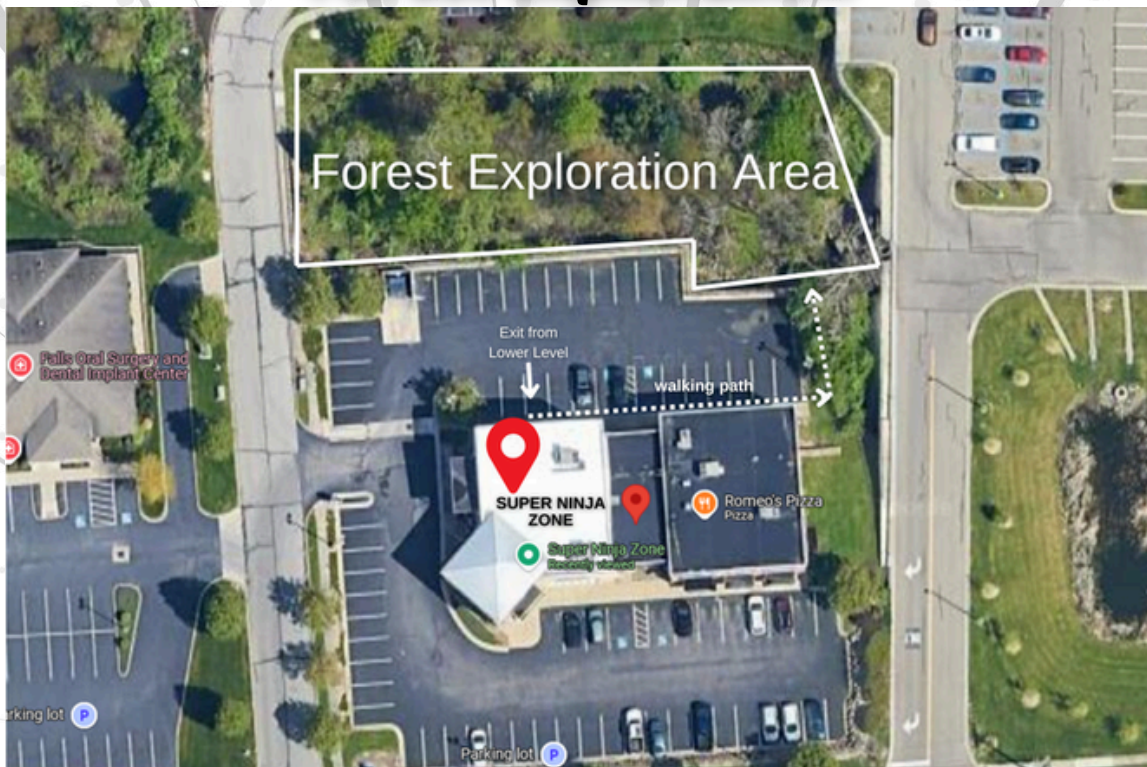 Forest Exploration Area
Exit from
Lower Level
walking path
Falls Oral Surgery and
Dental Implant Center
SUPER NINJA
ZONE
Romeo's Pizza
Pizza
Super Ninja Zone
Recently viewed
arking lot P
Parking lot P